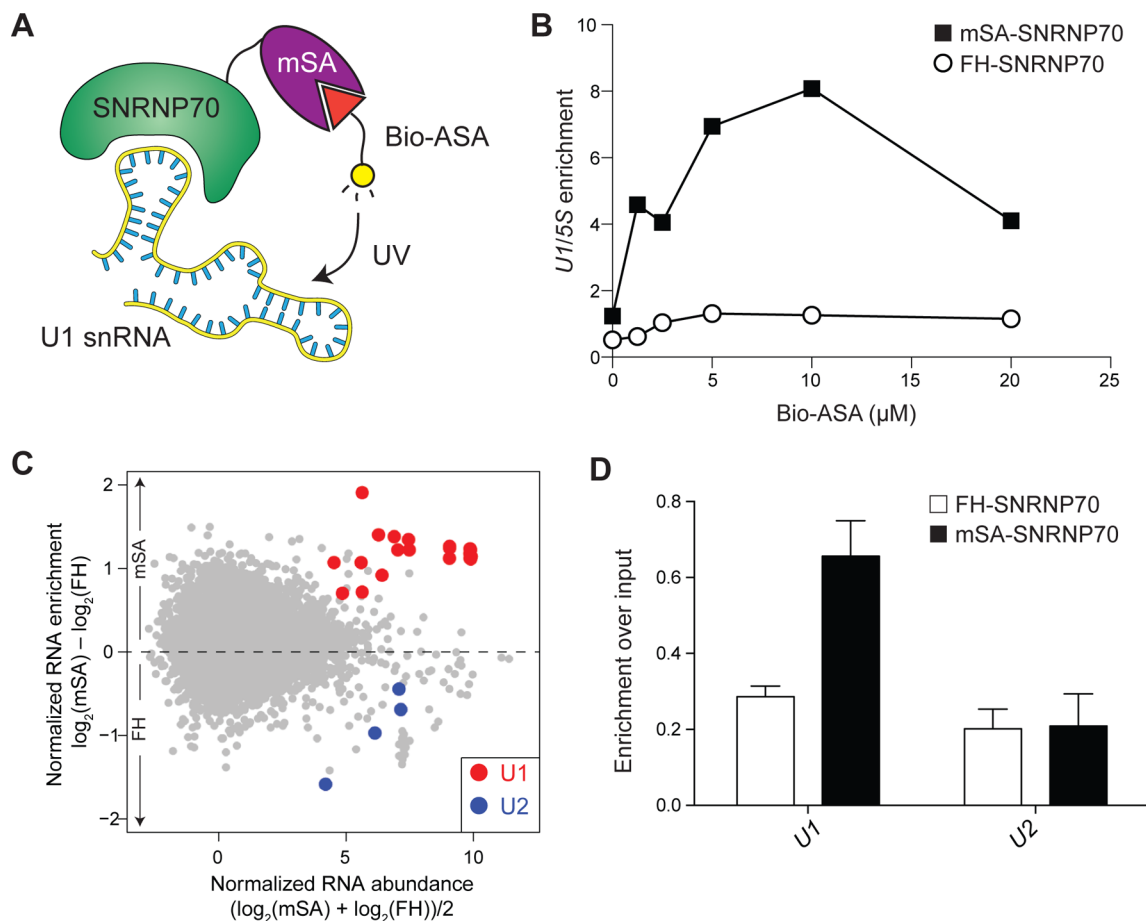 A
SNRNP70
mSA
Bio-ASA
UV
U1 snRNA
B
10
8
6
4
2
0
U1/5S enrichment
mSA-SNRNP70
FH-SNRNP70
0
5
10
15
20
25
Bio-ASA (µM)
C
2
1
0
−1
−2
Normalized RNA enrichment
log₂(mSA) – log₂(FH)
mSA
FH
U1
U2
0
5
10
Normalized RNA abundance
(log₂(mSA) + log₂(FH))/2
D
0.8
0.6
0.4
0.2
0.0
Enrichment over input
FH-SNRNP70
mSA-SNRNP70
U1
U2